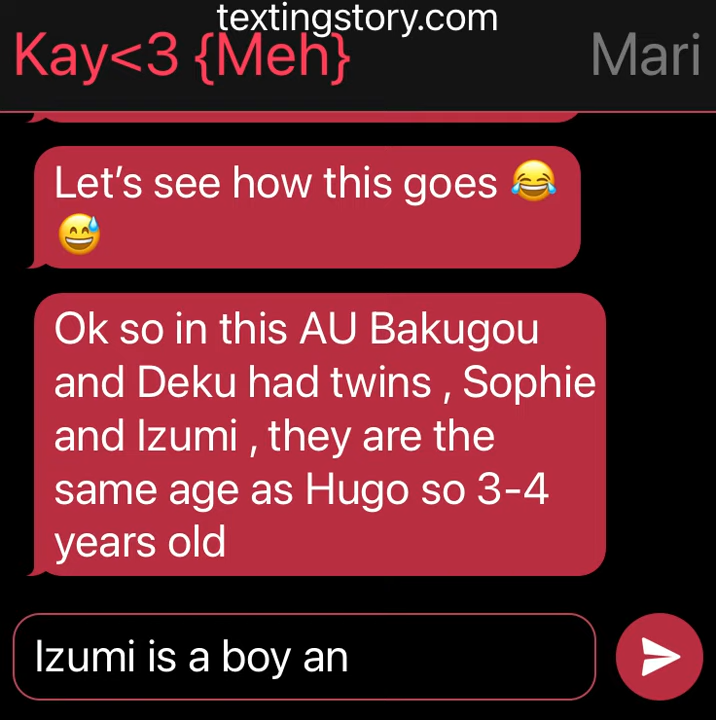 textingstory.com
Kay<3 {Meh} Mari
Let’s see how this goes 😂
😅
Ok so in this AU Bakugou
and Deku had twins , Sophie
and Izumi , they are the
same age as Hugo so 3-4
years old
Izumi is a boy an